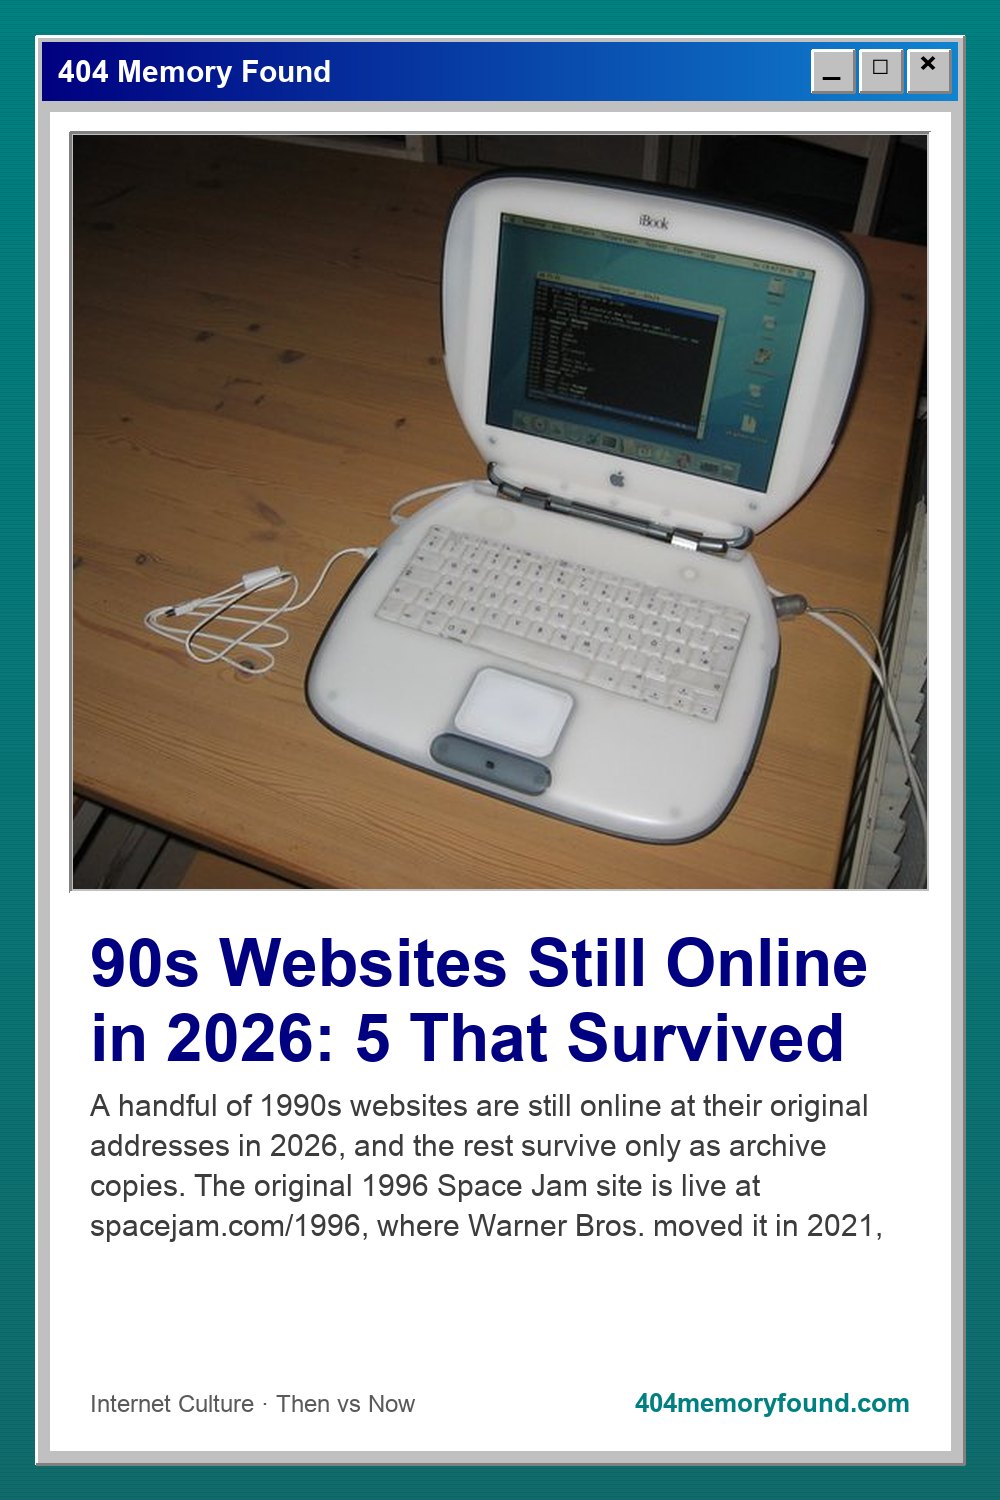 404 Memory Found
iBook
90s Websites Still Online
in 2026: 5 That Survived
A handful of 1990s websites are still online at their original
addresses in 2026, and the rest survive only as archive
copies. The original 1996 Space Jam site is live at
spacejam.com/1996, where Warner Bros. moved it in 2021,
Internet Culture · Then vs Now
404memoryfound.com